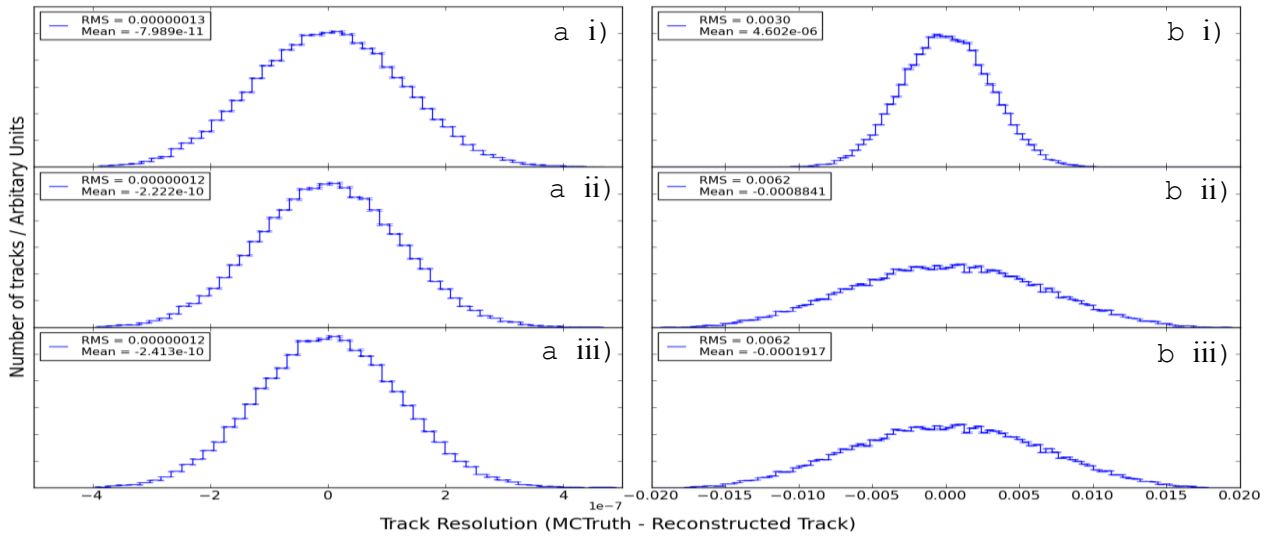 RMS = 0.00000013
Mean = -7.989e-11
a i)
RMS = 0.0030
Mean = 4.602e-06
b i)
RMS = 0.00000012
Mean = -2.222e-10
a ii)
RMS = 0.0062
Mean = -0.0008841
b ii)
RMS = 0.00000012
Mean = -2.413e-10
a iii)
RMS = 0.0062
Mean = -0.0001917
b iii)
Number of tracks / Arbitary Units
−4 −2 0 2 4
1e−7
−0.020 −0.015 −0.010 −0.005 0.000 0.005 0.010 0.015 0.020
Track Resolution (MCTruth - Reconstructed Track)